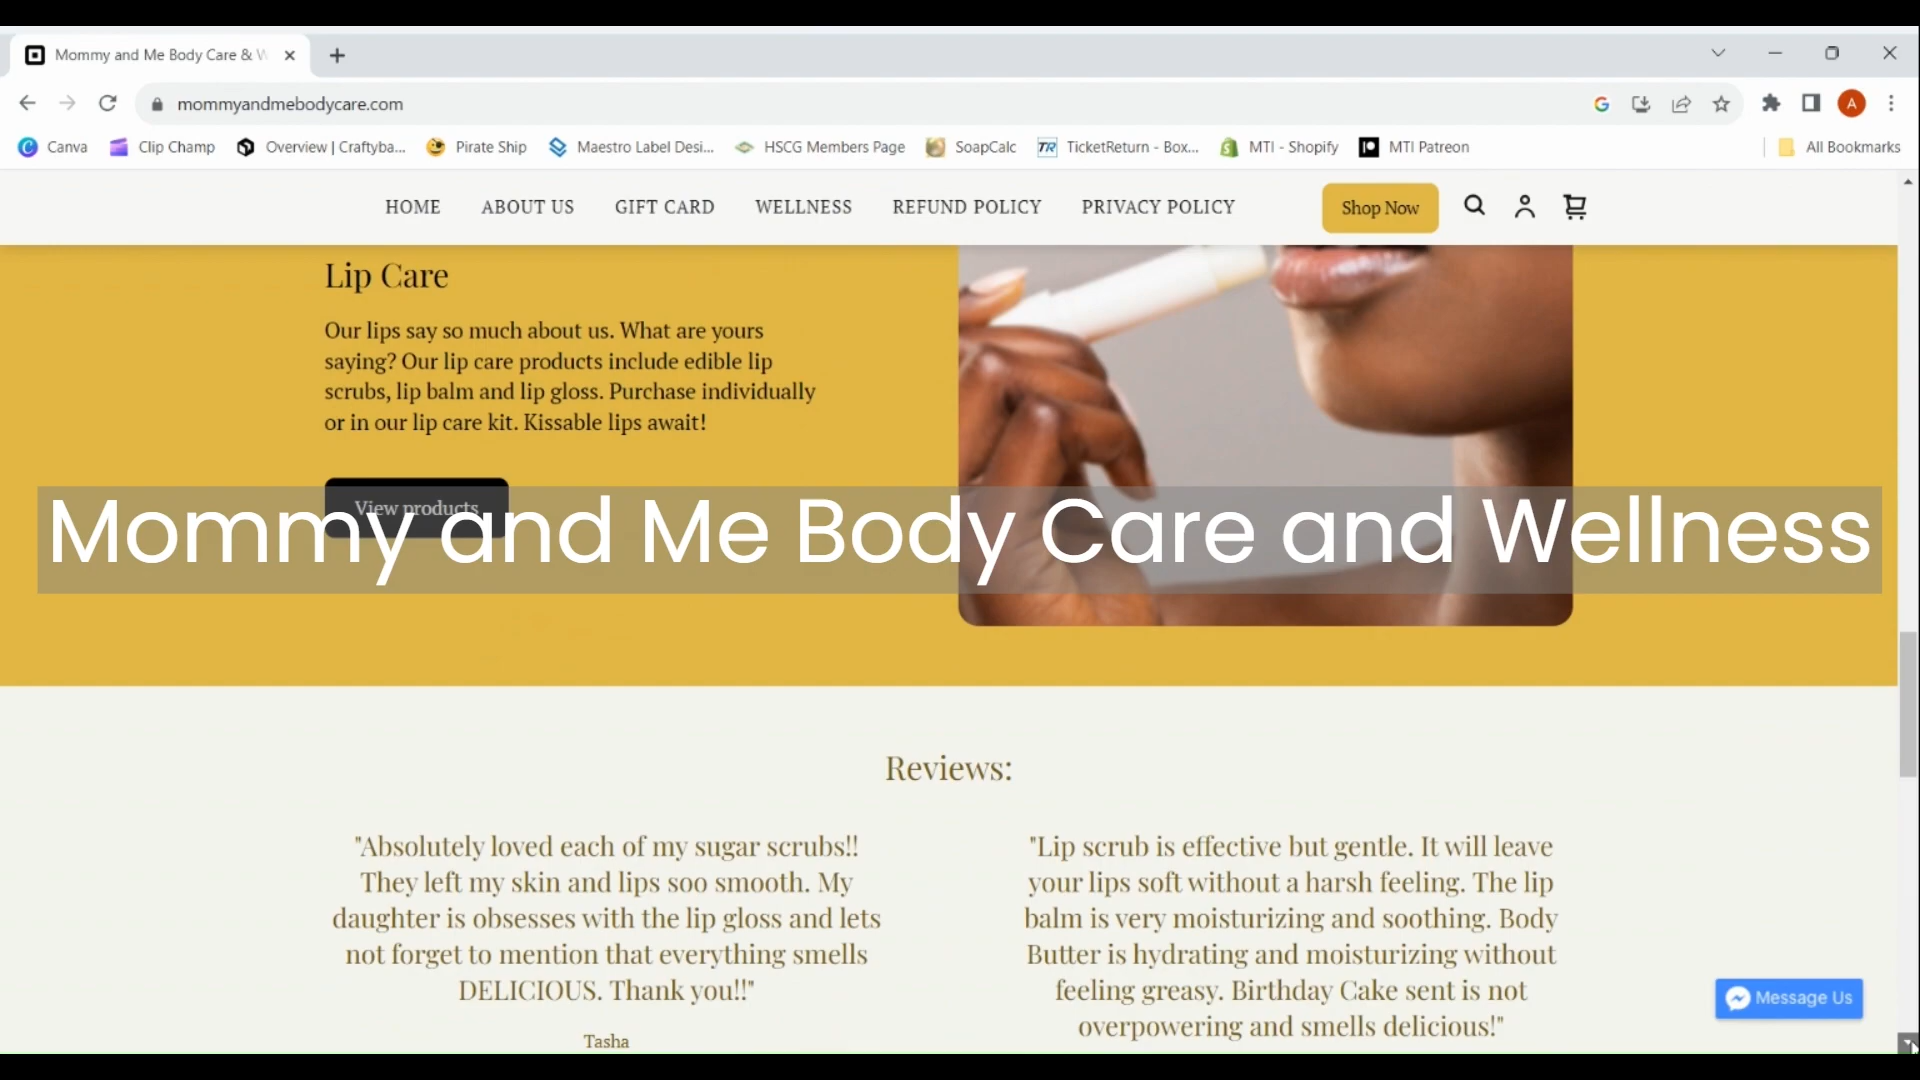 Mommy and Me Body Care & W
mommyandmebodycare.com
A
Canva
Clip Champ
Overview | Craftyba...
Pirate Ship
Maestro Label Desi...
HSCG Members Page
SoapCalc
TR
TicketReturn - Box...
MTI - Shopify
MTI Patreon
All Bookmarks
HOME
ABOUT US
GIFT CARD
WELLNESS
REFUND POLICY
PRIVACY POLICY
Shop Now
Lip Care
Our lips say so much about us. What are yours
saying? Our lip care products include edible lip
scrubs, lip balm and lip gloss. Purchase individually
or in our lip care kit. Kissable lips await!
View products
Mommy and Me Body Care and Wellness
Reviews:
"Absolutely loved each of my sugar scrubs!!
They left my skin and lips soo smooth. My
daughter is obsesses with the lip gloss and lets
not forget to mention that everything smells
DELICIOUS. Thank you!!"
Tasha
"Lip scrub is effective but gentle. It will leave
your lips soft without a harsh feeling. The lip
balm is very moisturizing and soothing. Body
Butter is hydrating and moisturizing without
feeling greasy. Birthday Cake sent is not
overpowering and smells delicious!"
Message Us